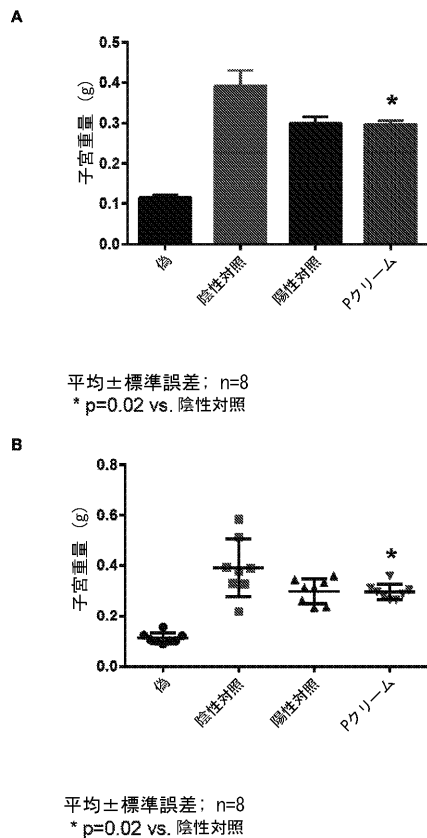 A
子宮重量 (g)
0.5
0.4
0.3
0.2
0.1
0.0
*
偽
陰性対照
陽性対照
Pクリーム
平均±標準誤差; n=8
* p=0.02 vs. 陰性対照
B
子宮重量 (g)
0.8
0.6
0.4
0.2
0.0
*
偽
陰性対照
陽性対照
Pクリーム
平均±標準誤差; n=8
* p=0.02 vs. 陰性対照